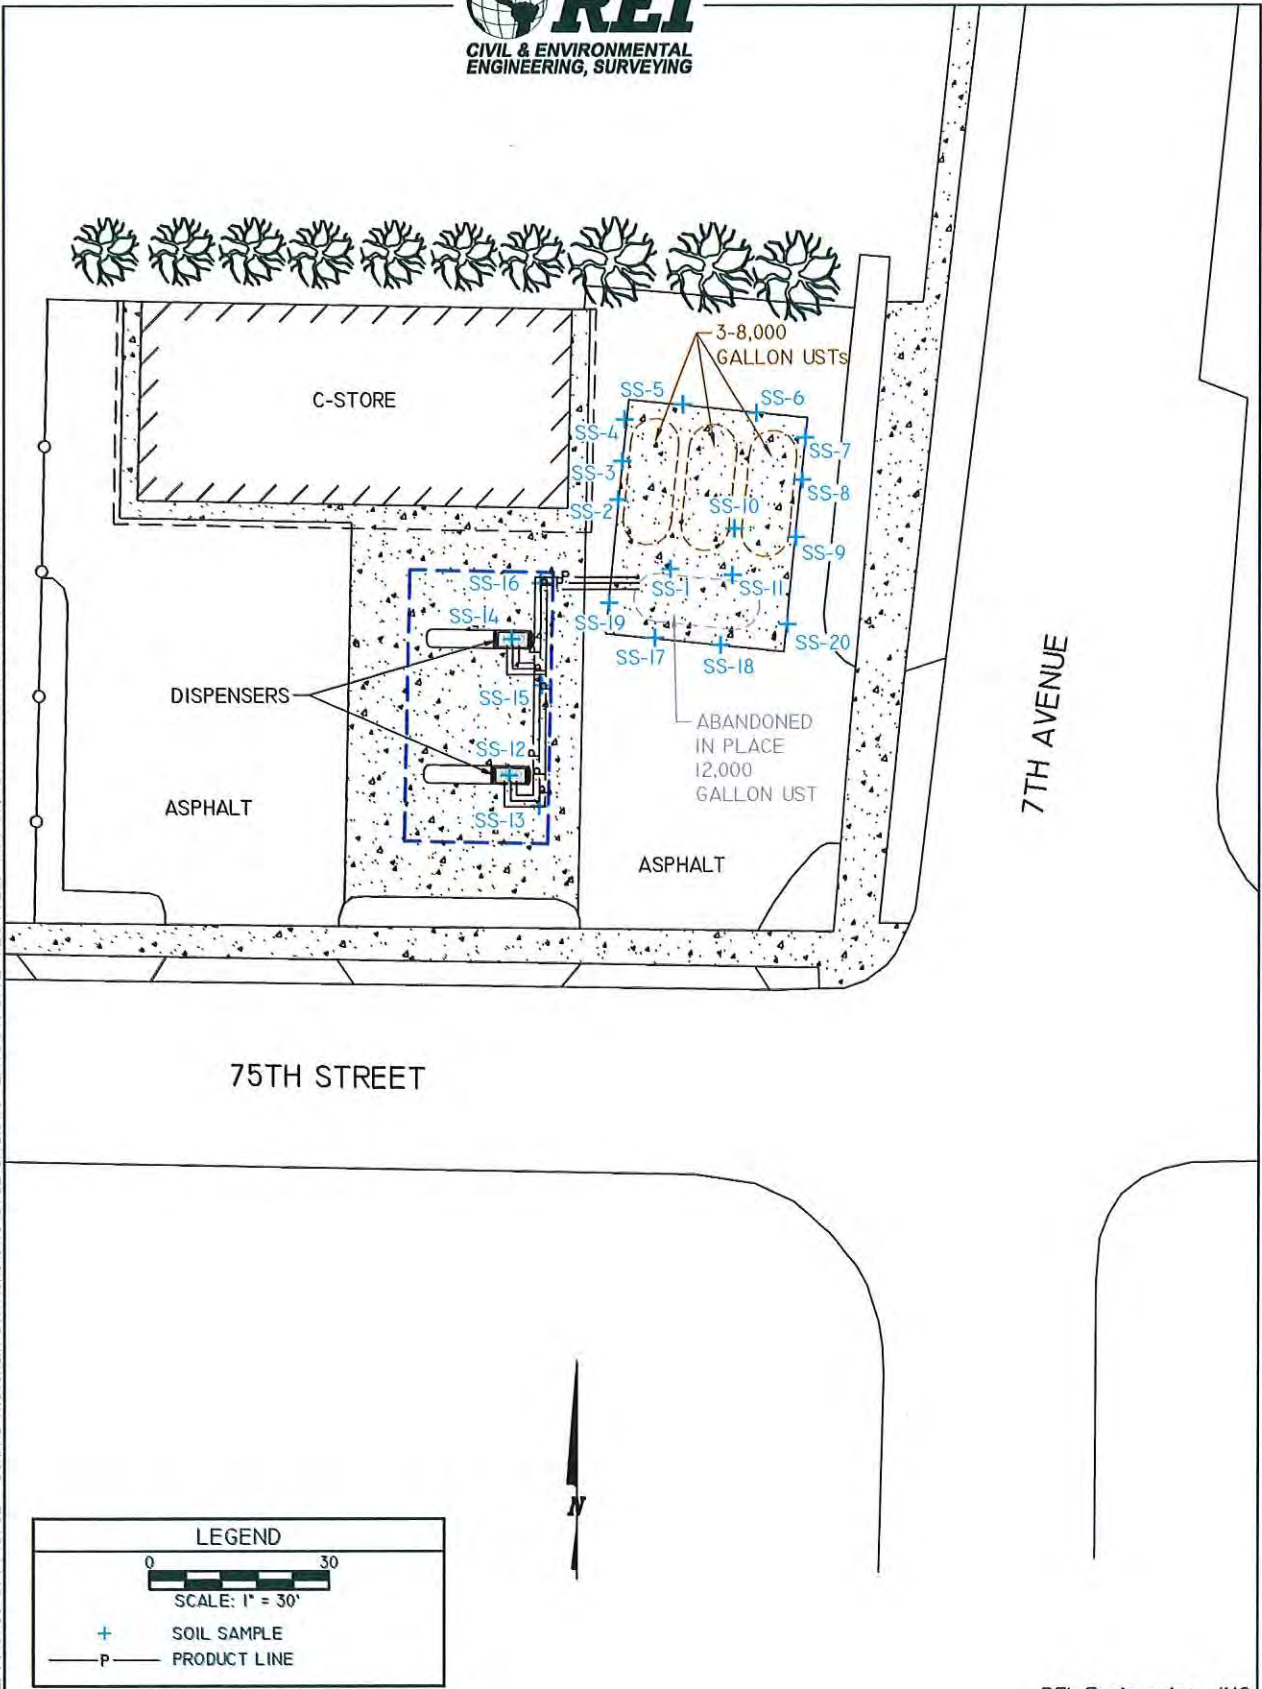 REI
CIVIL & ENVIRONMENTAL
ENGINEERING, SURVEYING
3-8,000
GALLON USTs
C-STORE
SS-5
SS-6
SS-4
SS-7
SS-3
SS-8
SS-2
SS-10
SS-9
SS-16
P
P
SS-1
SS-11
SS-14
SS-19
SS-20
SS-17
SS-18
P
DISPENSERS
SS-15
P
ABANDONED
IN PLACE
12,000
GALLON UST
SS-12
P
P
P
SS-13
ASPHALT
ASPHALT
7TH AVENUE
75TH STREET
N
LEGEND
0 30
SCALE: 1" = 30'
+ SOIL SAMPLE
P PRODUCT LINE